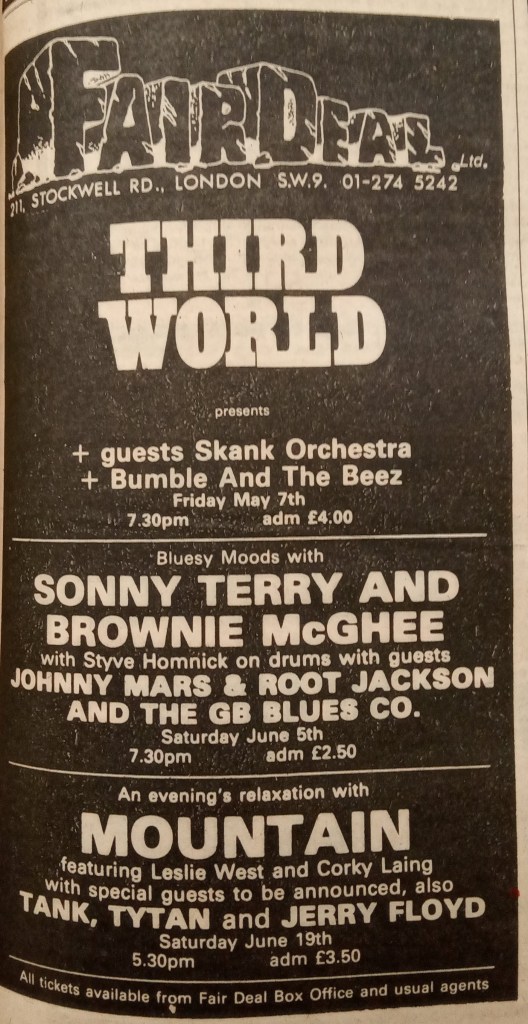 FAIR DEAL Ltd.
211, STOCKWELL RD., LONDON S.W.9. 01-274 5242
THIRD
WORLD
presents
+ guests Skank Orchestra
+ Bumble And The Beez
Friday May 7th
7.30pm adm £4.00
Bluesy Moods with
SONNY TERRY AND
BROWNIE McGHEE
with Styve Homnick on drums with guests
JOHNNY MARS & ROOT JACKSON
AND THE GB BLUES CO.
Saturday June 5th
7.30pm adm £2.50
An evening's relaxation with
MOUNTAIN
featuring Leslie West and Corky Laing
with special guests to be announced, also
TANK, TYTAN and JERRY FLOYD
Saturday June 19th
5.30pm adm £3.50
All tickets available from Fair Deal Box Office and usual agents